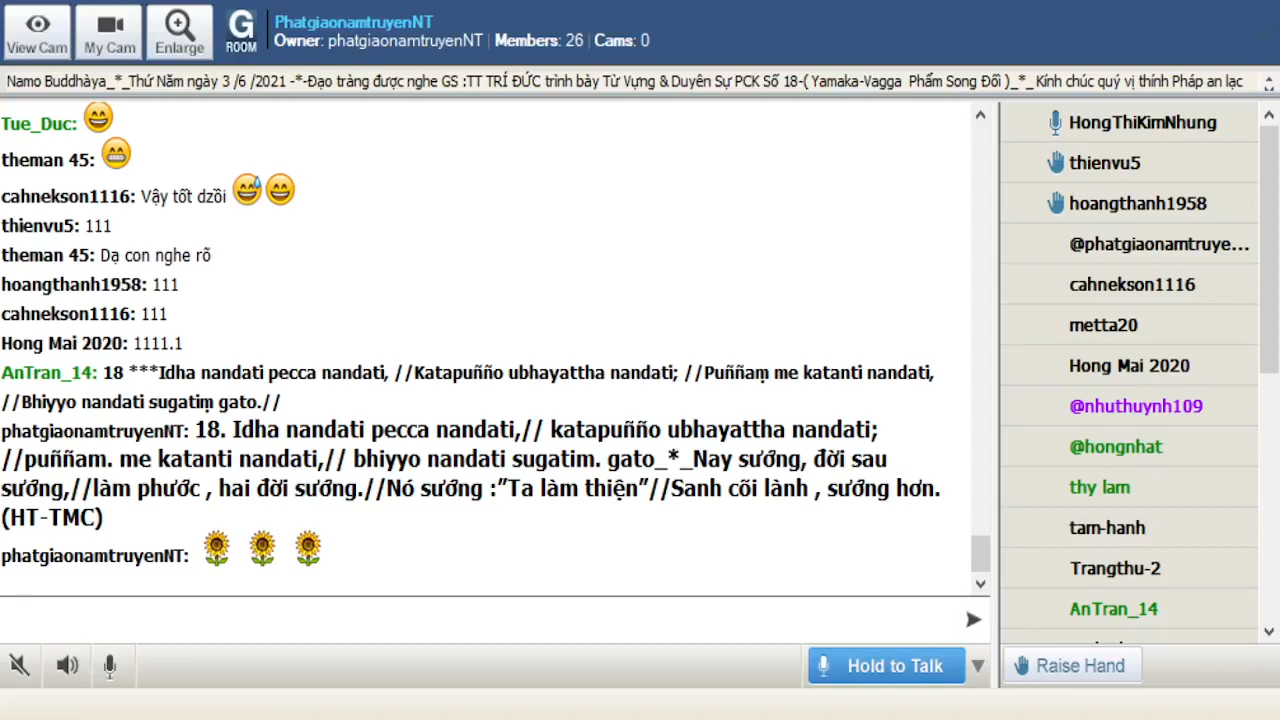 View Cam
My Cam
Enlarge
G
ROOM
PhatgiaonamtruyenNT
Owner: phatgiaonamtruyenNT | Members: 26 | Cams: 0
Namo Buddhàya_*_Thứ Năm ngày 3 /6 /2021 -*-Đạo tràng được nghe GS :TT TRÍ ĐỨC trình bày Từ Vựng & Duyên Sự PCK Số 18-( Yamaka-Vagga Phẩm Song Đối )_*_Kính chúc quý vị thính Pháp an lạc
Tue_Duc:
theman 45:
cahnekson1116: Vậy tốt dzồi
thienvu5: 111
theman 45: Dạ con nghe rõ
hoangthanh1958: 111
cahnekson1116: 111
Hong Mai 2020: 1111.1
AnTran_14: 18 ***Idha nandati pecca nandati, //Katapuñño ubhayattha nandati; //Puññaṃ me katanti nandati,
//Bhiyyo nandati sugatiṃ gato.//
phatgiaonamtruyenNT: 18. Idha nandati pecca nandati,// katapuñño ubhayattha nandati;
//puññam. me katanti nandati,// bhiyyo nandati sugatim. gato_*_Nay sướng, đời sau
sướng,//làm phước , hai đời sướng.//Nó sướng :”Ta làm thiện”//Sanh cõi lành , sướng hơn.
(HT-TMC)
phatgiaonamtruyenNT:
HongThiKimNhung
thienvu5
hoangthanh1958
@phatgiaonamtruye...
cahnekson1116
metta20
Hong Mai 2020
@nhuthuynh109
@hongnhat
thy lam
tam-hanh
Trangthu-2
AnTran_14
Hold to Talk
Raise Hand